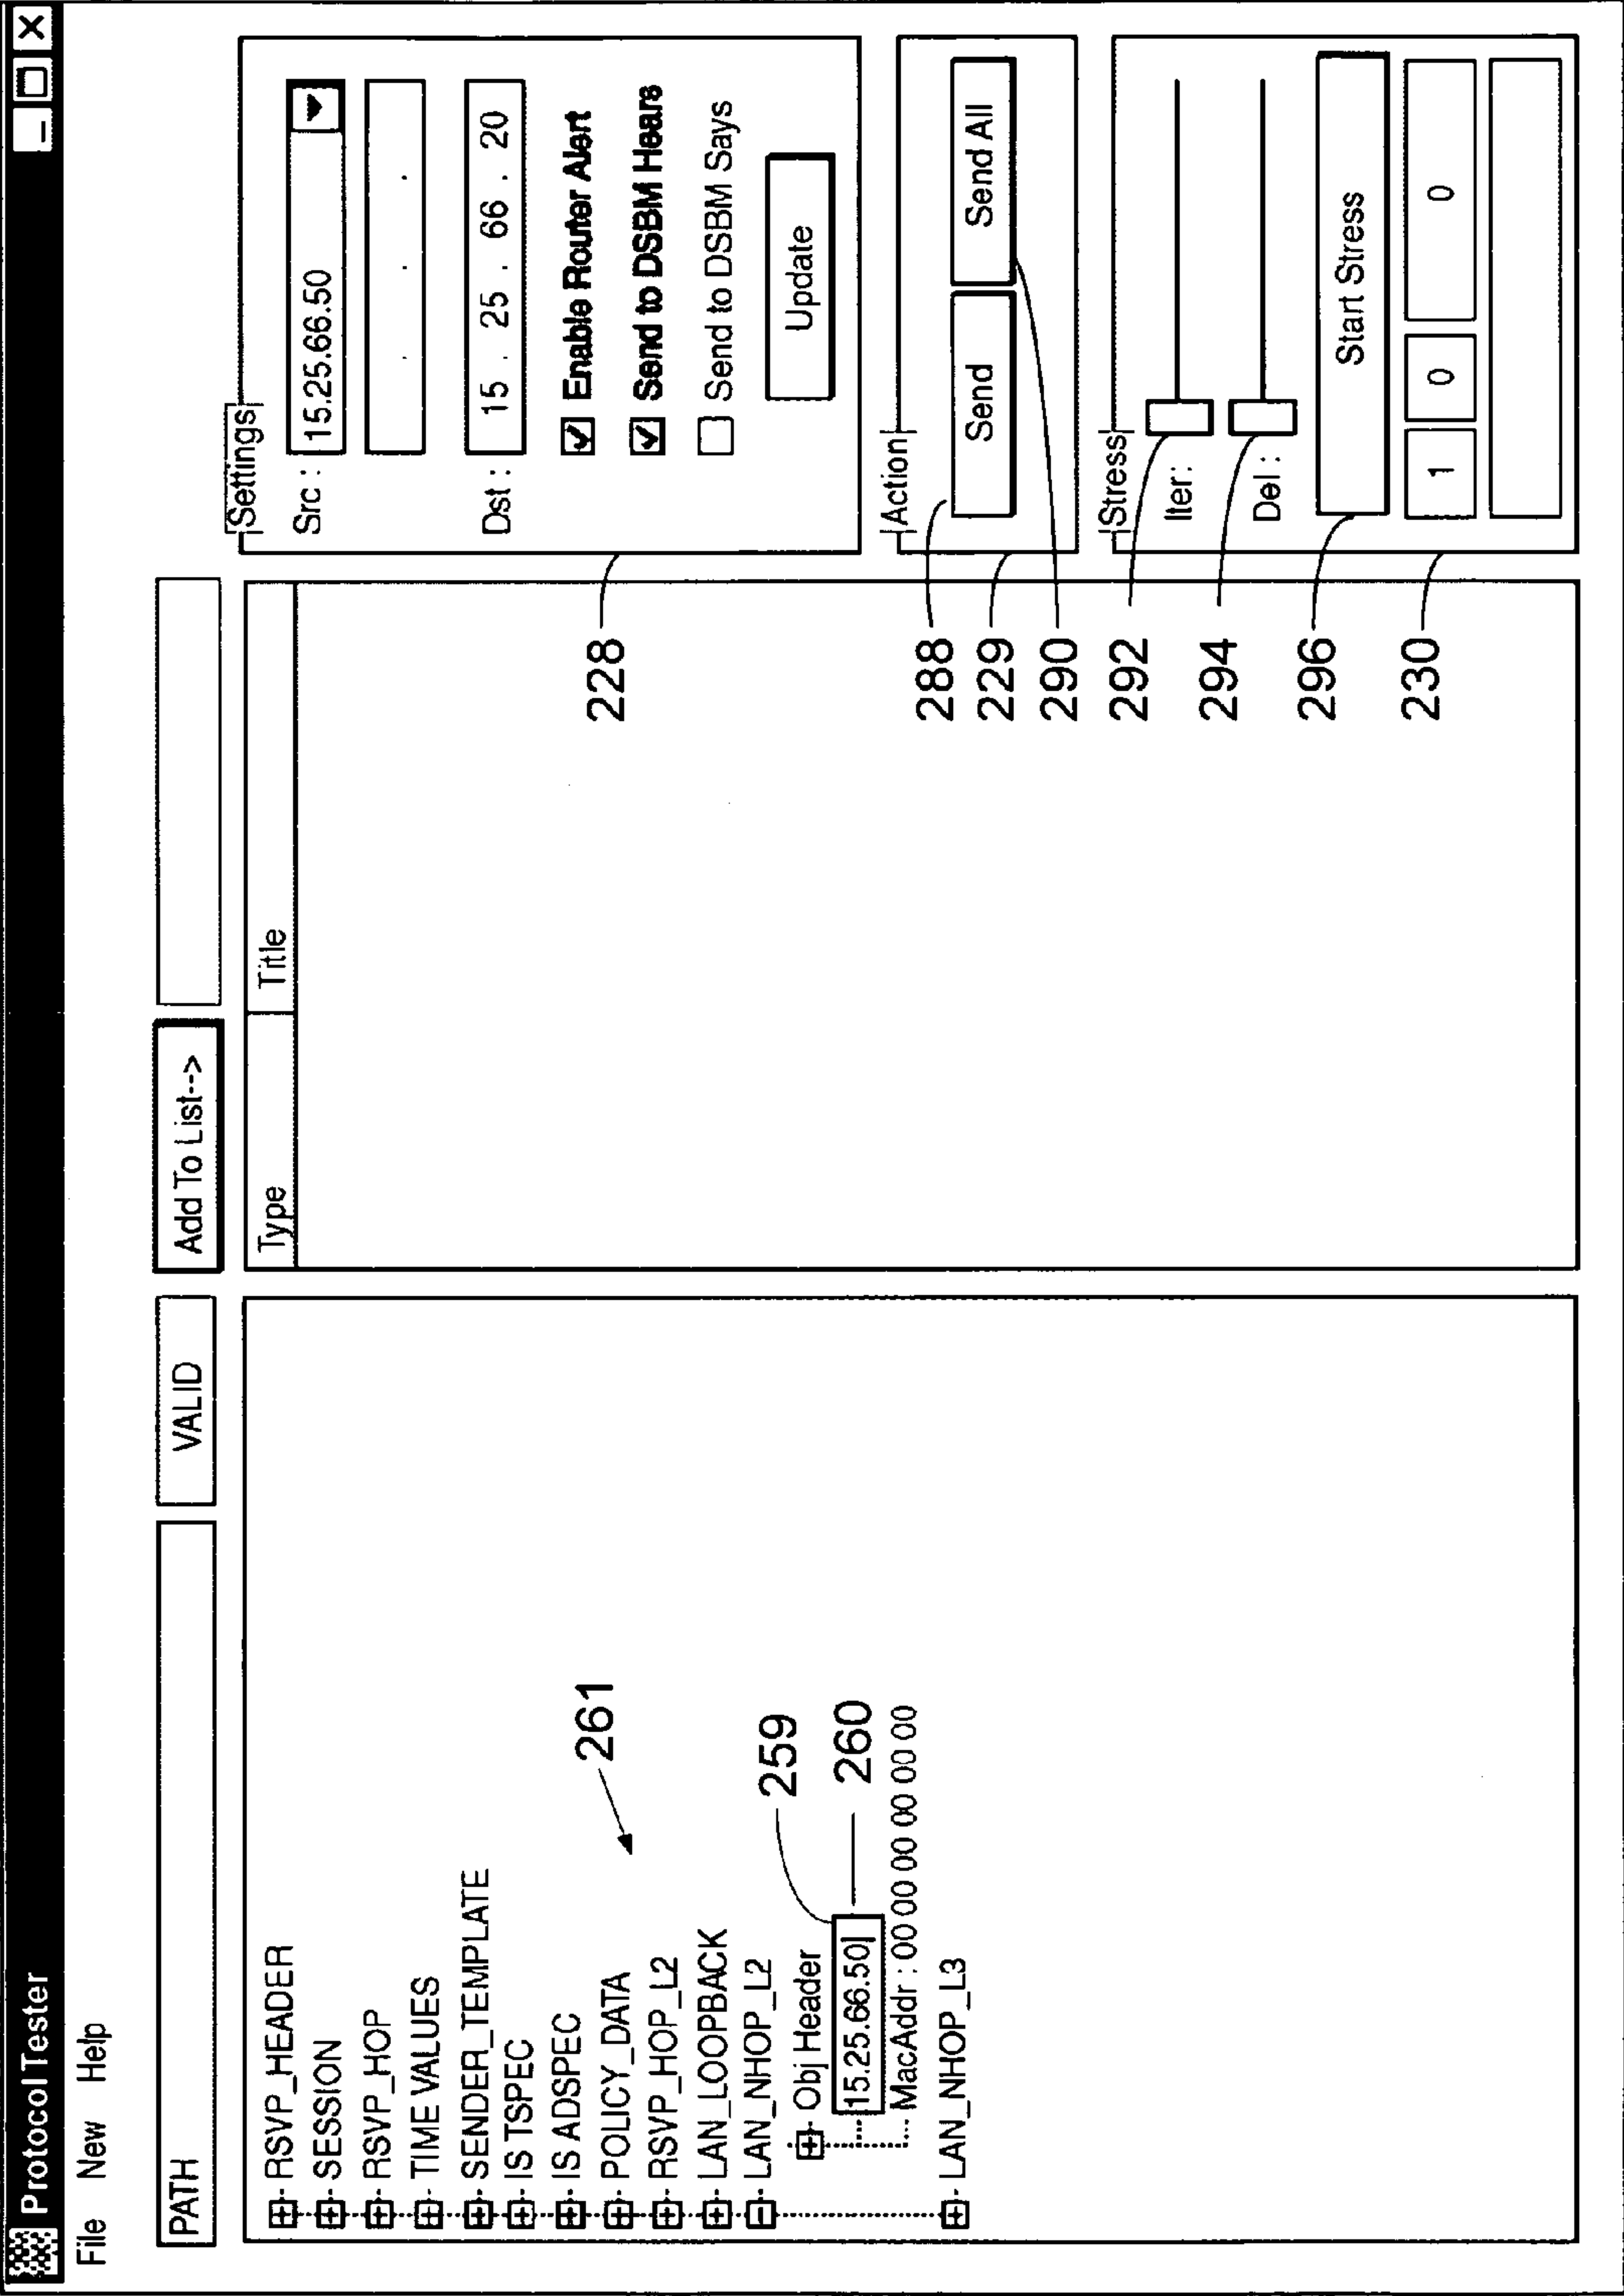 Protocol Tester
File New Help
PATH
VALID
Add To List-->
RSVP_HEADER
SESSION
RSVP_HOP
TIME VALUES
SENDER_TEMPLATE
IS TSPEC
IS ADSPEC
POLICY_DATA
RSVP_HOP_L2
LAN_LOOPBACK
LAN_NHOP_L2
Obj Header
15.25.66.50
MacAddr : 00 00 00 00 00 00
LAN_NHOP_L3
261
259
260
Type Title
228
288
229
290
292
294
296
230
Settings
Src : 15.25.66.50
. . .
Dst : 15 . 25 . 66 . 20
Enable Router Alert
Send to DSBM Hears
Send to DSBM Says
Update
Action
Send Send All
Stress
Iter:
Del :
Start Stress
1 0 0